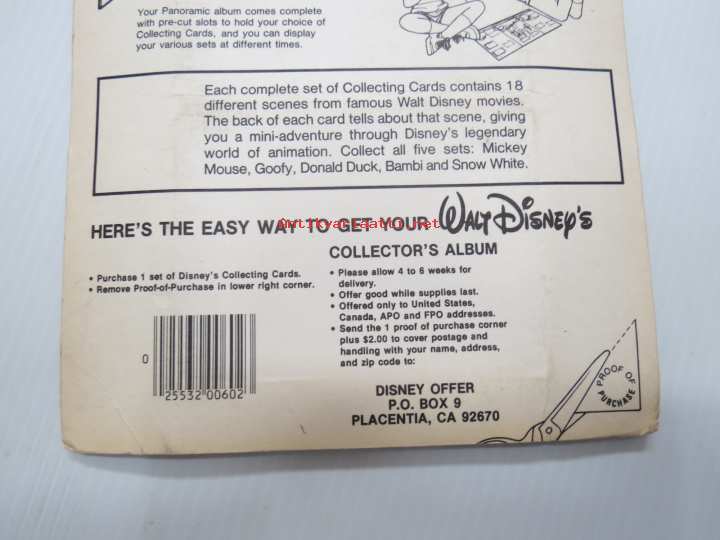 Your Panoramic album comes complete
with pre-cut slots to hold your choice of
Collecting Cards, and you can display
your various sets at different times.
Each complete set of Collecting Cards contains 18
different scenes from famous Walt Disney movies.
The back of each card tells about that scene, giving
you a mini-adventure through Disney's legendary
world of animation. Collect all five sets: Mickey
Mouse, Goofy, Donald Duck, Bambi and Snow White.
HERE'S THE EASY WAY TO GET YOUR WALT DISNEY'S
COLLECTOR'S ALBUM
• Purchase 1 set of Disney's Collecting Cards.
• Remove Proof-of-Purchase in lower right corner.
• Please allow 4 to 6 weeks for
delivery.
• Offer good while supplies last.
• Offered only to United States,
Canada, APO and FPO addresses.
• Send the 1 proof of purchase corner
plus $2.00 to cover postage and
handling with your name, address,
and zip code to:
DISNEY OFFER
P.O. BOX 9
PLACENTIA, CA 92670
0
25532 00602
PROOF OF
PURCHASE